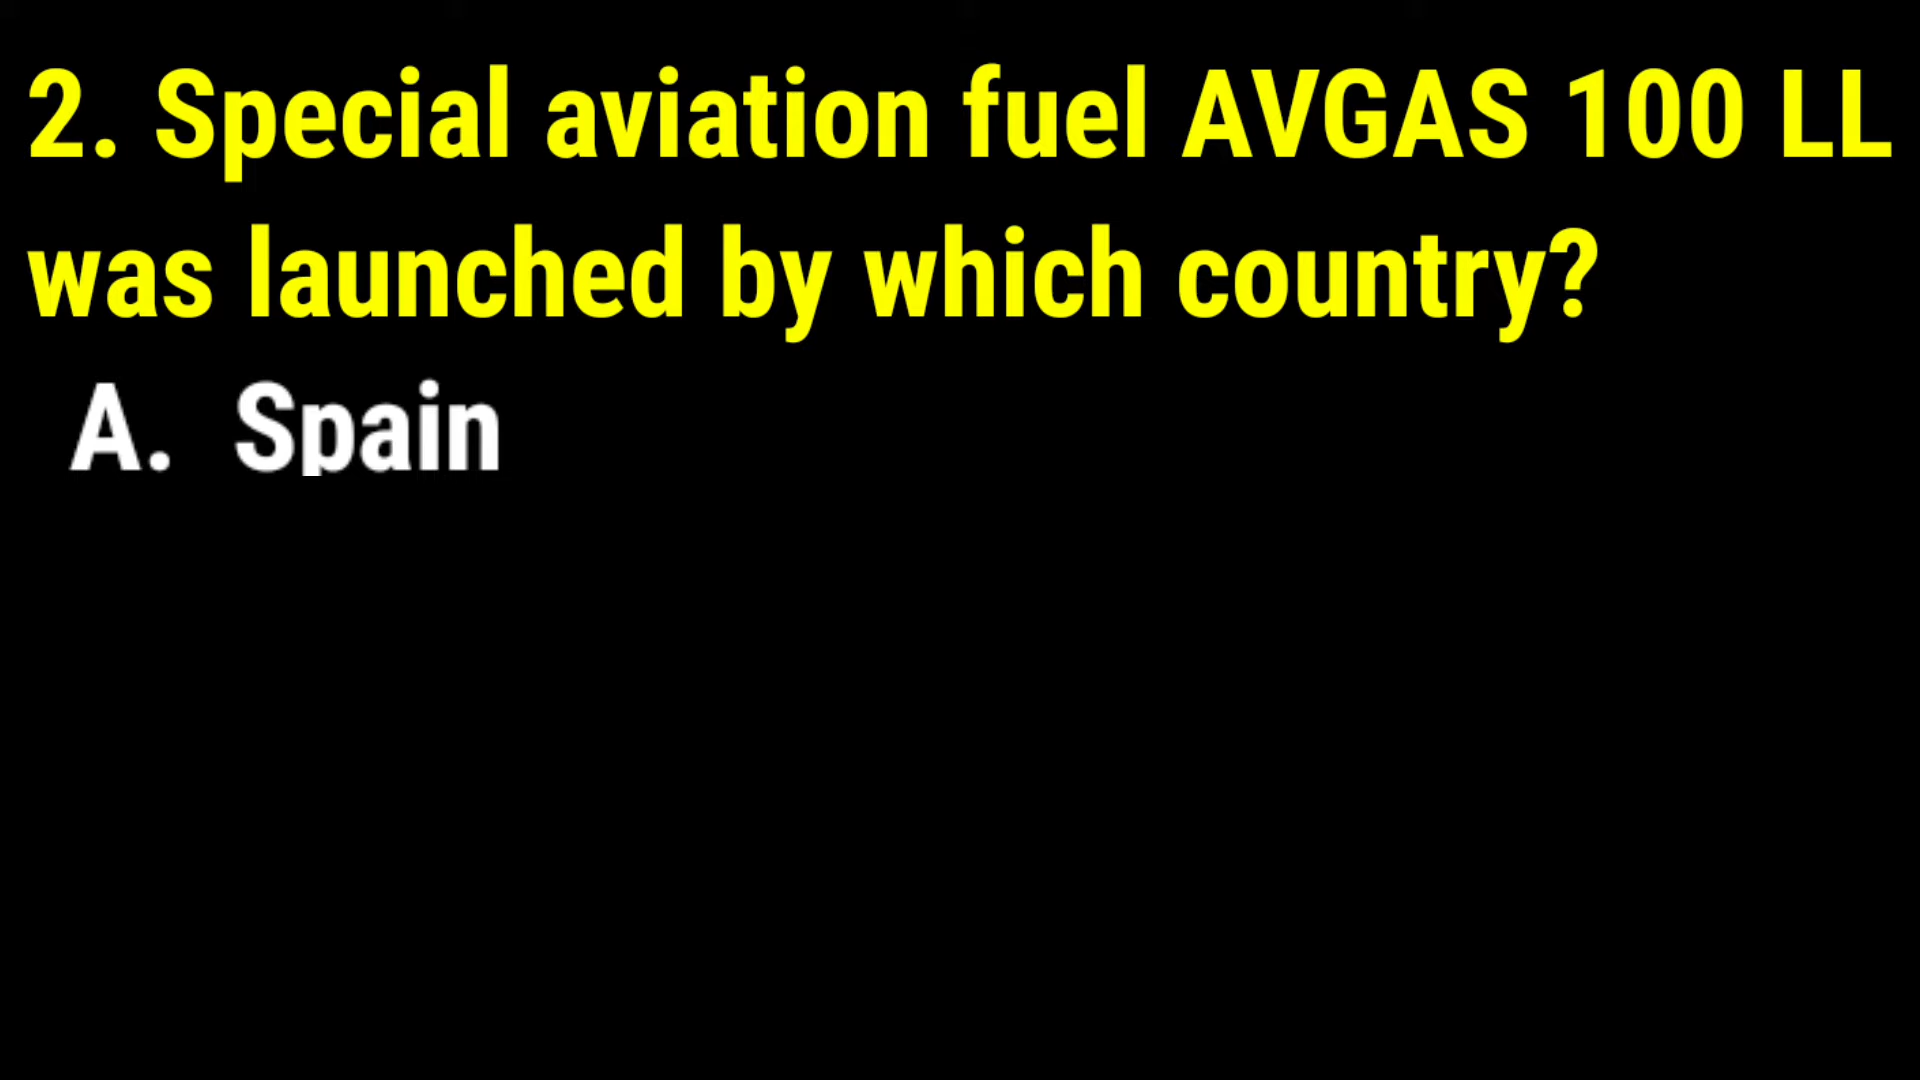 2. Special aviation fuel AVGAS 100 LL
was launched by which country?
A. Spain